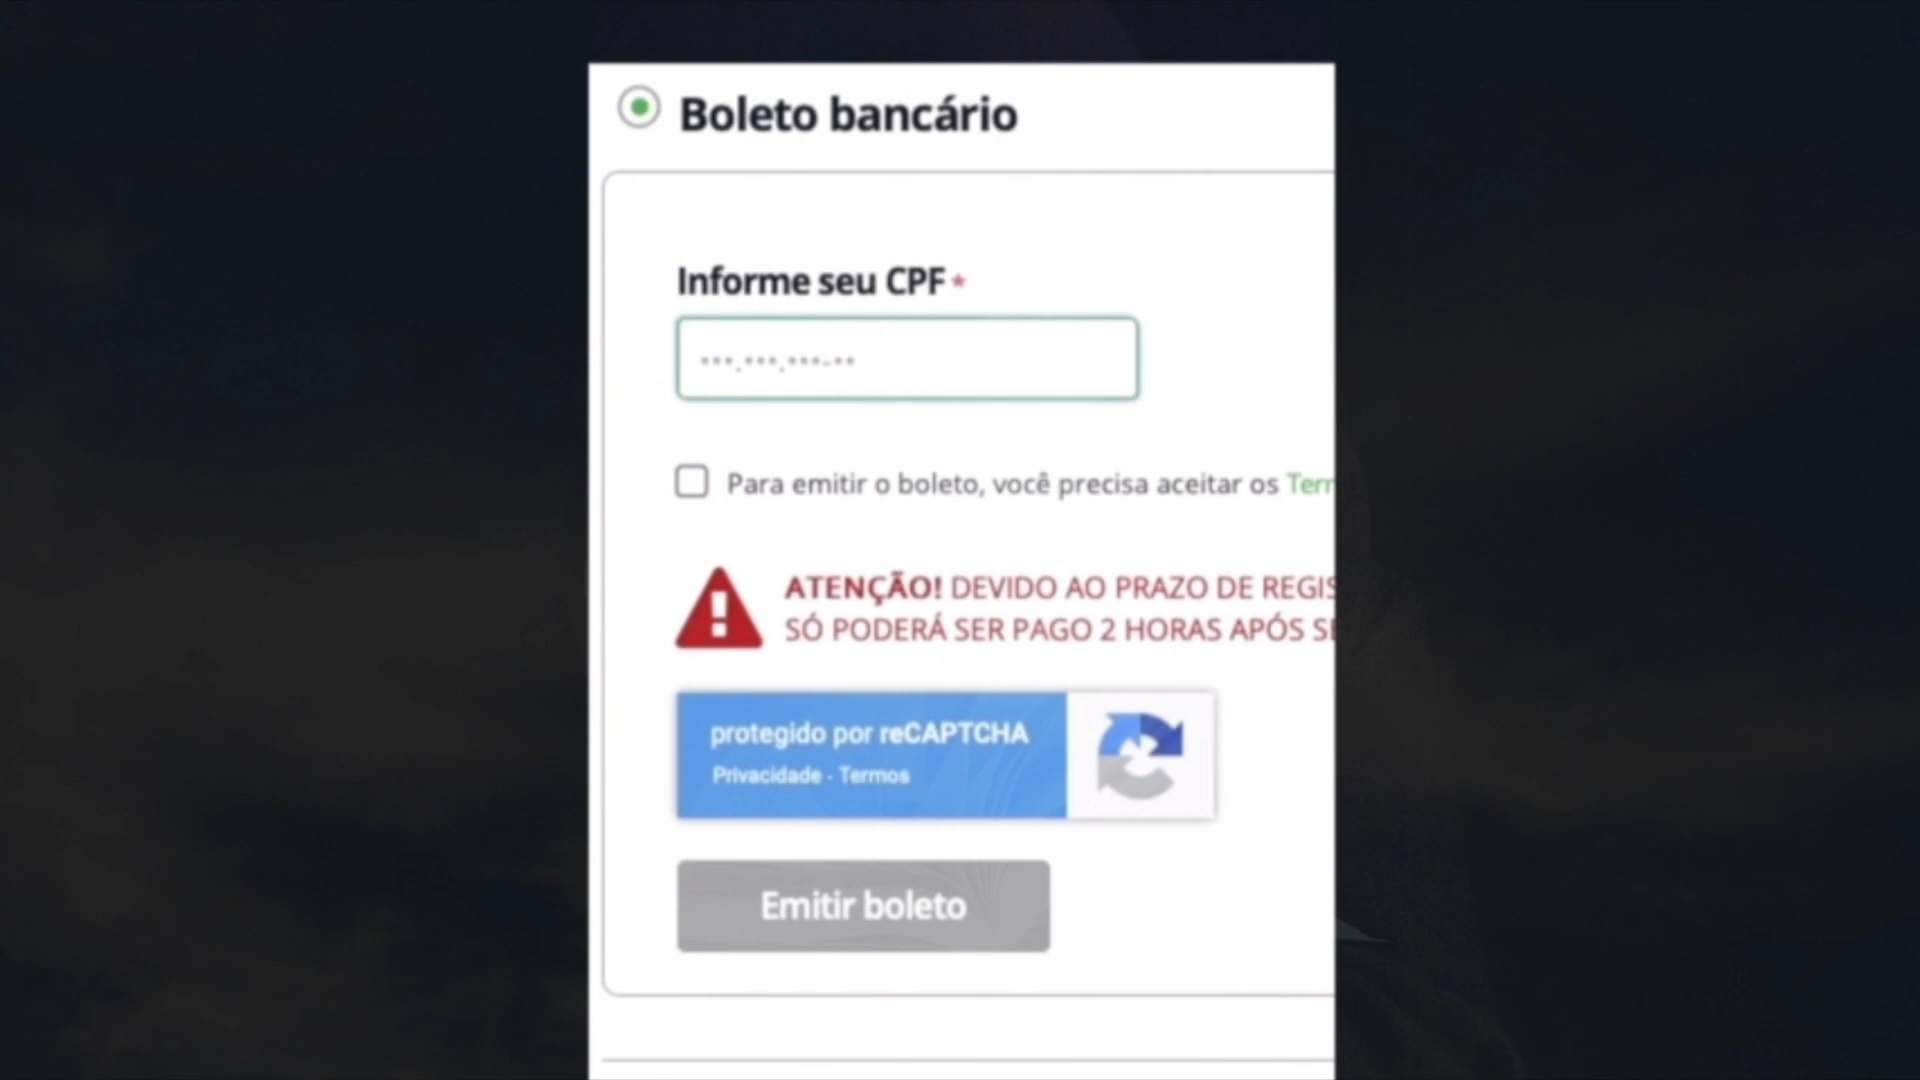 Boleto bancário
Informe seu CPF *
Para emitir o boleto, você precisa aceitar os
ATENÇÃO! DEVIDO AO PRAZO DE
SÓ PODERÁ SER PAGO 2 HORAS APÓS
protegido por reCAPTCHA
Privacidade - Termos
Emitir boleto